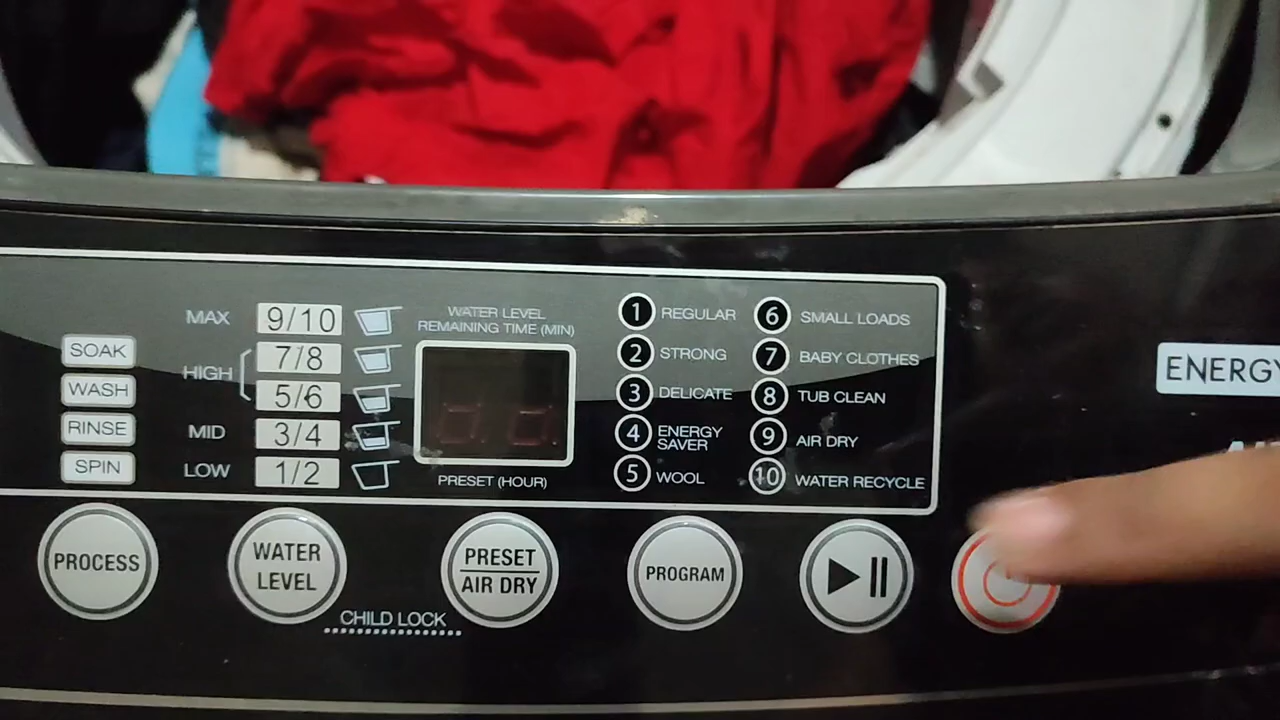 SOAK
WASH
RINSE
SPIN
MAX 9/10
HIGH 7/8
5/6
MID 3/4
LOW 1/2
WATER LEVEL
REMAINING TIME (MIN)
PRESET (HOUR)
1 REGULAR
2 STRONG
3 DELICATE
4 ENERGY
SAVER
5 WOOL
6 SMALL LOADS
7 BABY CLOTHES
8 TUB CLEAN
9 AIR DRY
10 WATER RECYCLE
ENERGY
PROCESS
WATER
LEVEL
PRESET
AIR DRY
PROGRAM
CHILD LOCK